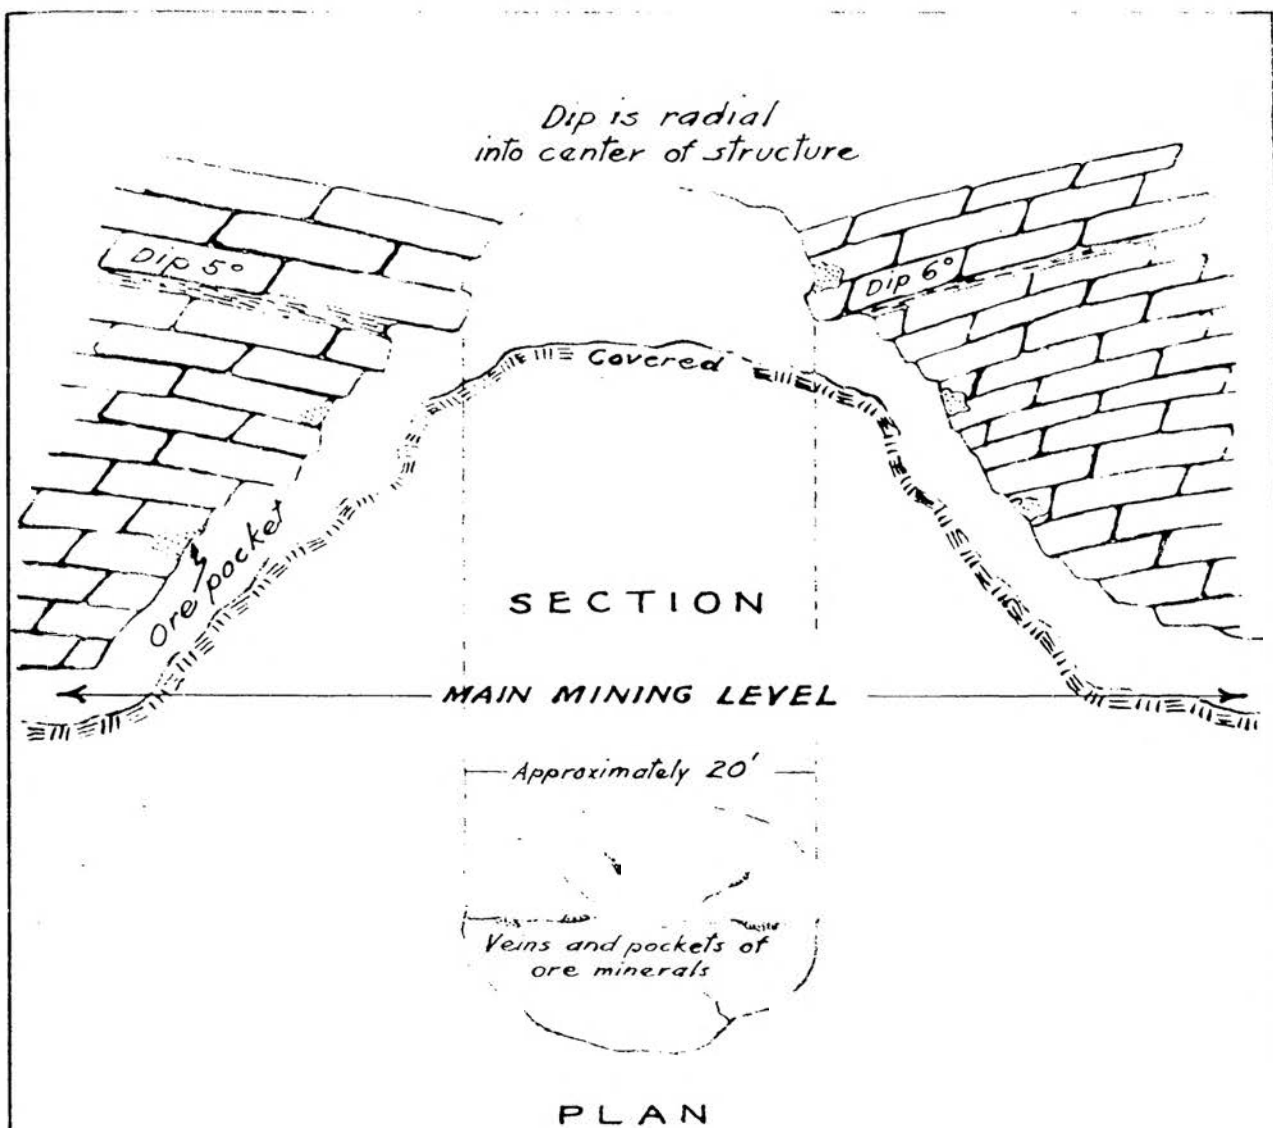 Dip is radial
into center of structure
Dip 5°
Dip 6°
Covered
Ore pocket
SECTION
MAIN MINING LEVEL
Approximately 20'
Veins and pockets of
ore minerals
PLAN